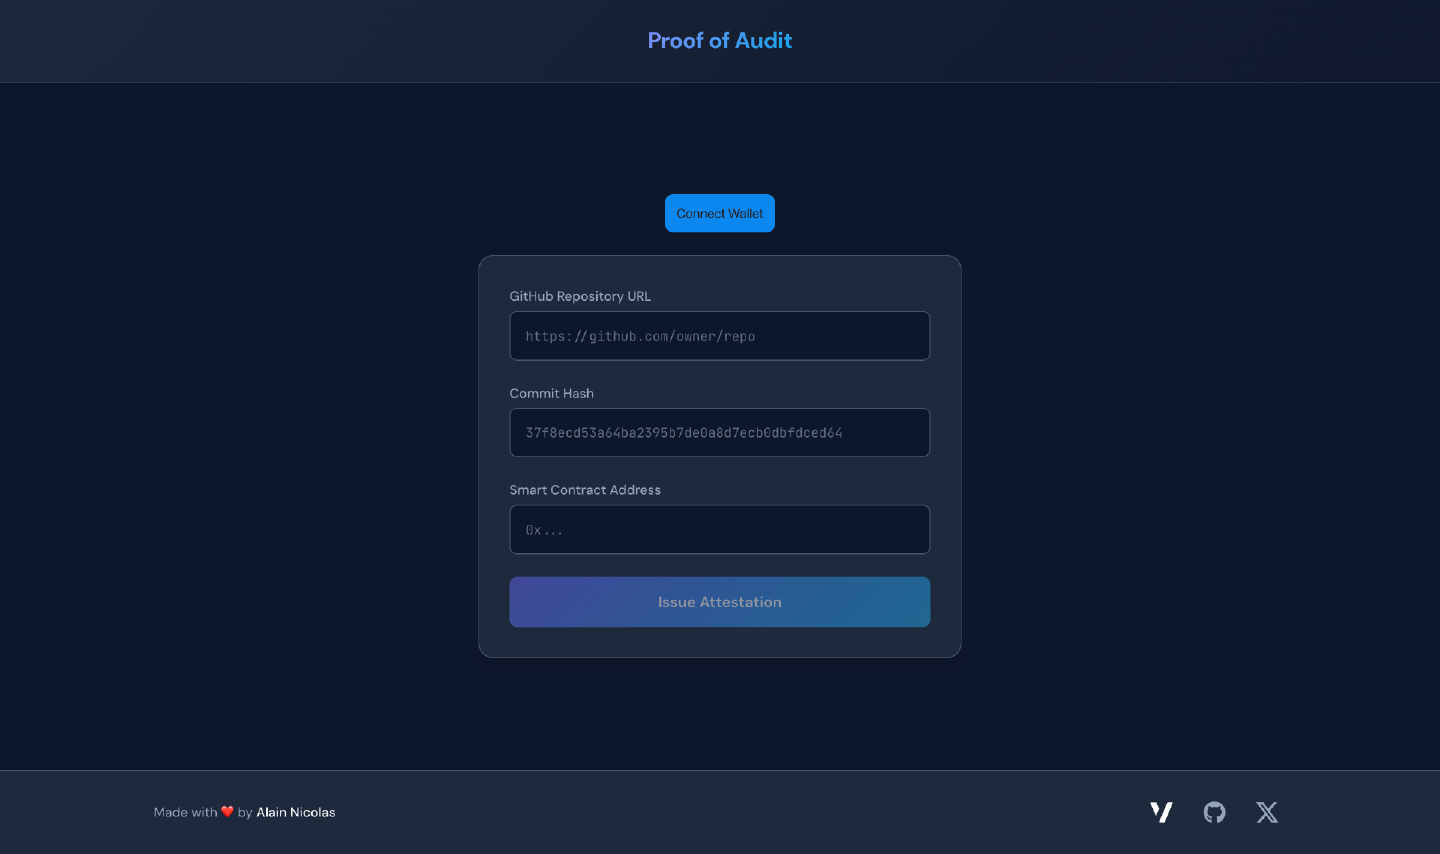 Proof of Audit
Connect Wallet
GitHub Repository URL
https://github.com/owner/repo
Commit Hash
37f8ecd53a64ba2395b7de0a8d7ecb0dbfdced64
Smart Contract Address
0x...
Issue Attestation
Made with ❤️ by Alain Nicolas